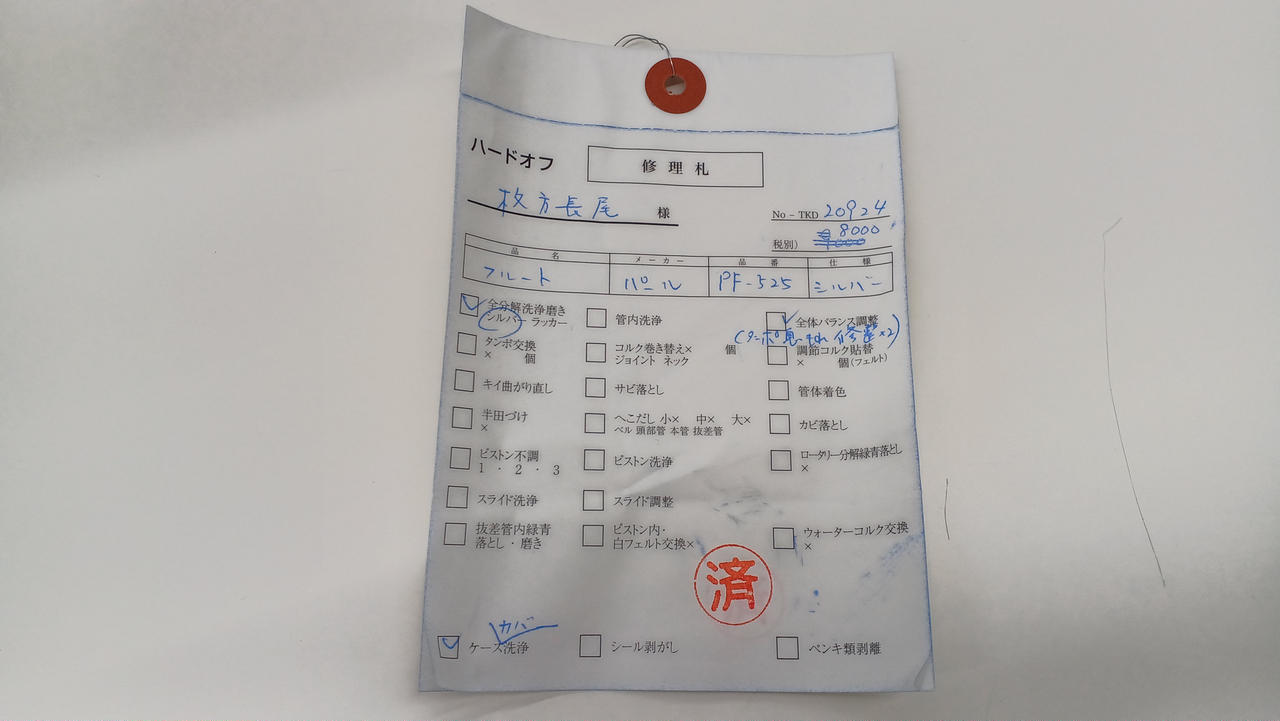 ハードオフ
修理札
枚方長尾 様
No-TKD 20924
8000
税別)
品名 メーカー 品番 仕様
フルート パール PF-525 シルバー
全分解洗浄磨き
シルバー ラッカー
管内洗浄
全体バランス調整
(タンポ息もれ修整×2)
タンポ交換
× 個
コルク巻き替え× 個
ジョイント ネック
調節コルク貼替
× 個(フェルト)
キイ曲がり直し
サビ落とし
管体着色
半田づけ
×
へこだし 小× 中× 大×
ベル 頭部管 本管 抜差管
カビ落とし
ピストン不調
1・2・3
ピストン洗浄
ロータリー分解緑青落とし
×
スライド洗浄
スライド調整
抜差管内緑青
落とし・磨き
ピストン内・
白フェルト交換×
ウォーターコルク交換
×
済
カバー
ケース洗浄
シール剥がし
ペンキ類剥離